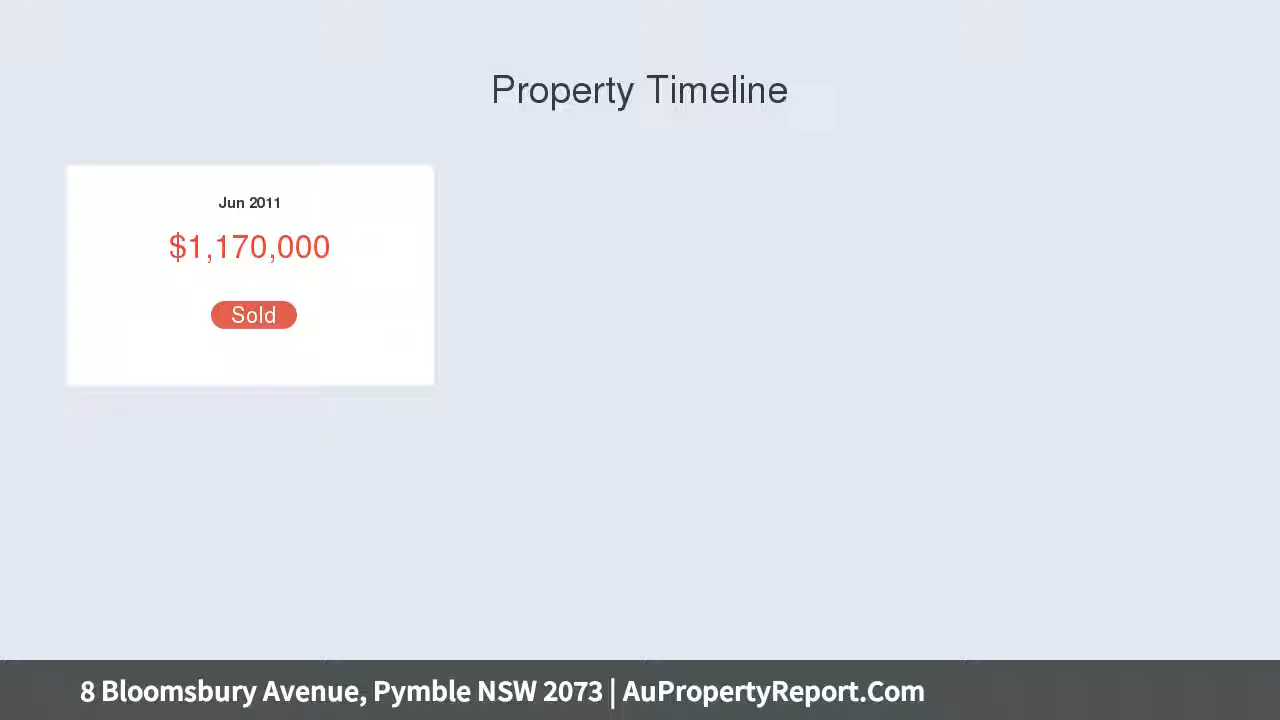 Property Timeline
Jun 2011
$1,170,000
Sold
8 Bloomsbury Avenue, Pymble NSW 2073 | AuPropertyReport.Com